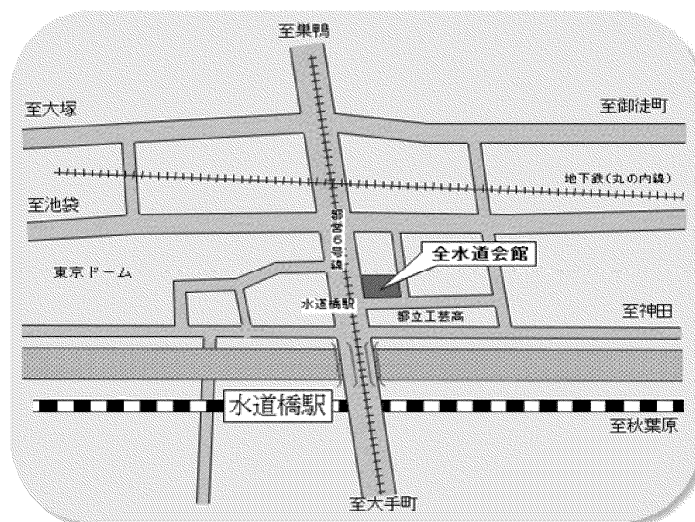 至巣鴨
至大塚
至御徒町
地下鉄(丸の内線)
至池袋
都営6号線
全水道会館
東京ドーム
水道橋駅
都立工芸高
至神田
水道橋駅
至秋葉原
至大手町